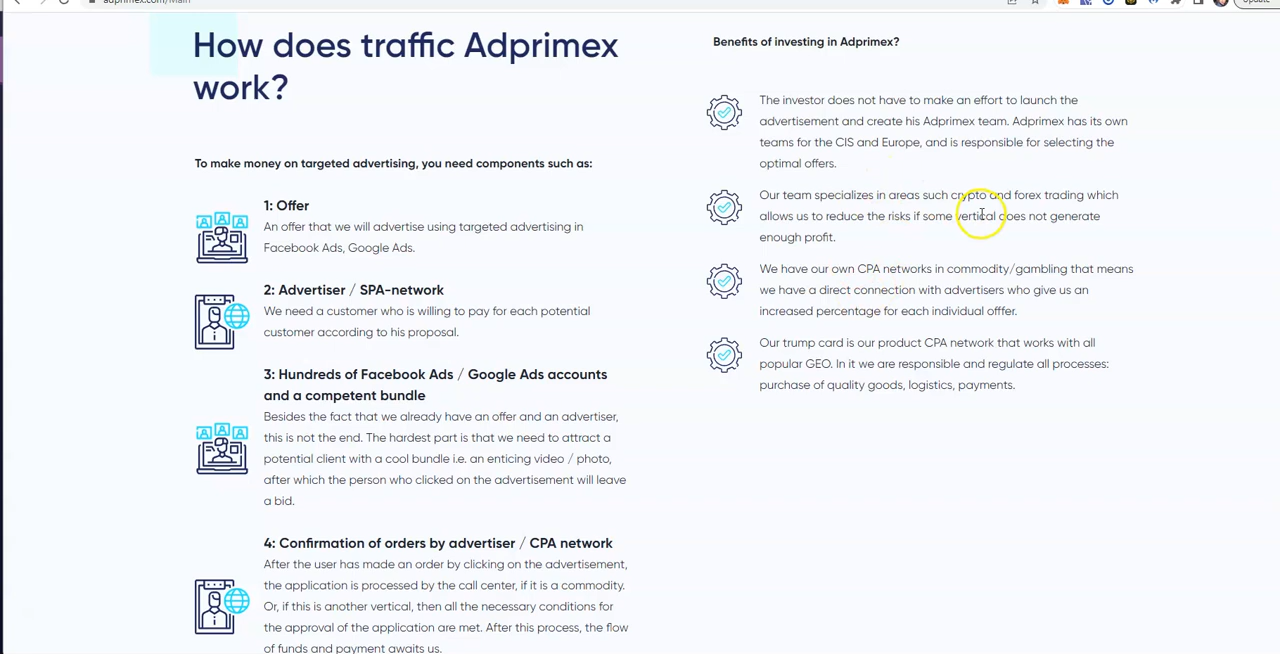 adprimex.com/Main
Update
How does traffic Adprimex
work?
To make money on targeted advertising, you need components such as:
1: Offer
An offer that we will advertise using targeted advertising in
Facebook Ads, Google Ads.
2: Advertiser / SPA-network
We need a customer who is willing to pay for each potential
customer according to his proposal.
3: Hundreds of Facebook Ads / Google Ads accounts
and a competent bundle
Besides the fact that we already have an offer and an advertiser,
this is not the end. The hardest part is that we need to attract a
potential client with a cool bundle i.e. an enticing video / photo,
after which the person who clicked on the advertisement will leave
a bid.
4: Confirmation of orders by advertiser / CPA network
After the user has made an order by clicking on the advertisement,
the application is processed by the call center, if it is a commodity.
Or, if this is another vertical, then all the necessary conditions for
the approval of the application are met. After this process, the flow
of funds and payment awaits us.
Benefits of investing in Adprimex?
The investor does not have to make an effort to launch the
advertisement and create his Adprimex team. Adprimex has its own
teams for the CIS and Europe, and is responsible for selecting the
optimal offers.
Our team specializes in areas such crypto and forex trading which
allows us to reduce the risks if some vertical does not generate
enough profit.
We have our own CPA networks in commodity/gambling that means
we have a direct connection with advertisers who give us an
increased percentage for each individual offfer.
Our trump card is our product CPA network that works with all
popular GEO. In it we are responsible and regulate all processes:
purchase of quality goods, logistics, payments.